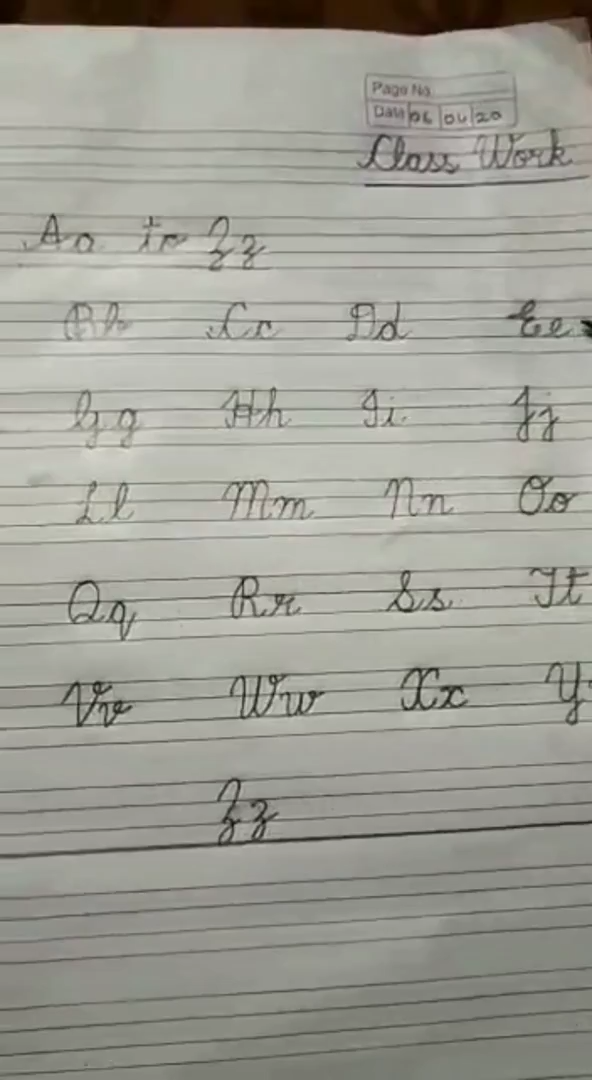 Page No.
Date 06 04 20
Class Work
Aa to Zz
Bb Cc Dd Ee
Gg Hh Ii Jj
Ll Mm Nn Oo
Qq Rr Ss Tt
Vv Ww Xx Y
Zz